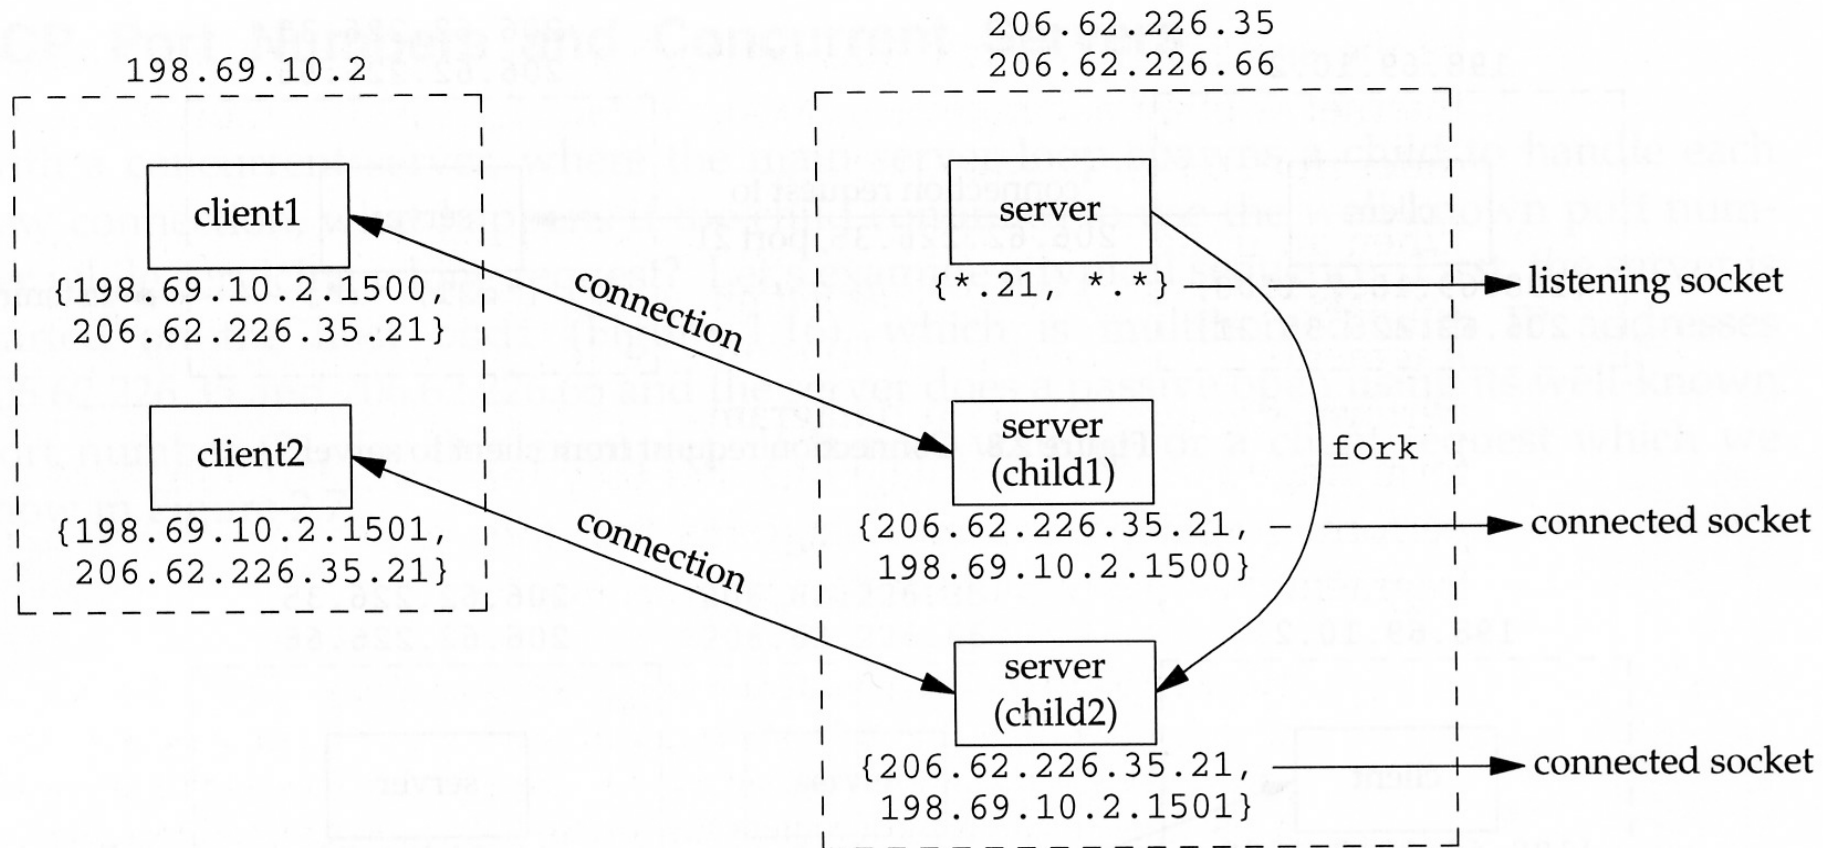 198.69.10.2
client1
{198.69.10.2.1500,
206.62.226.35.21}
client2
{198.69.10.2.1501,
206.62.226.35.21}
connection
connection
206.62.226.35
206.62.226.66
server
{*.21, *.*}
listening socket
server
(child1)
fork
{206.62.226.35.21,
connected socket
198.69.10.2.1500}
server
(child2)
{206.62.226.35.21,
connected socket
198.69.10.2.1501}